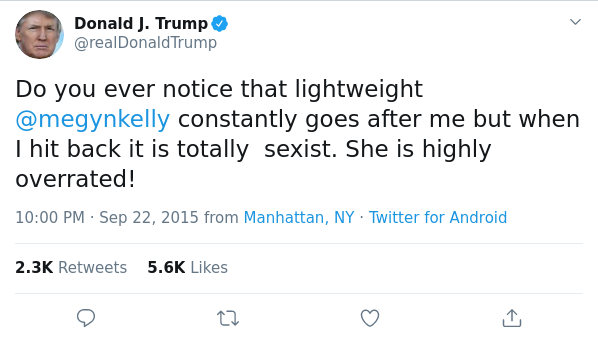 Donald J. Trump
@realDonaldTrump
Do you ever notice that lightweight
@megynkelly constantly goes after me but when
I hit back it is totally  sexist. She is highly
overrated!
10:00 PM · Sep 22, 2015 from Manhattan, NY · Twitter for Android
2.3K Retweets 5.6K Likes